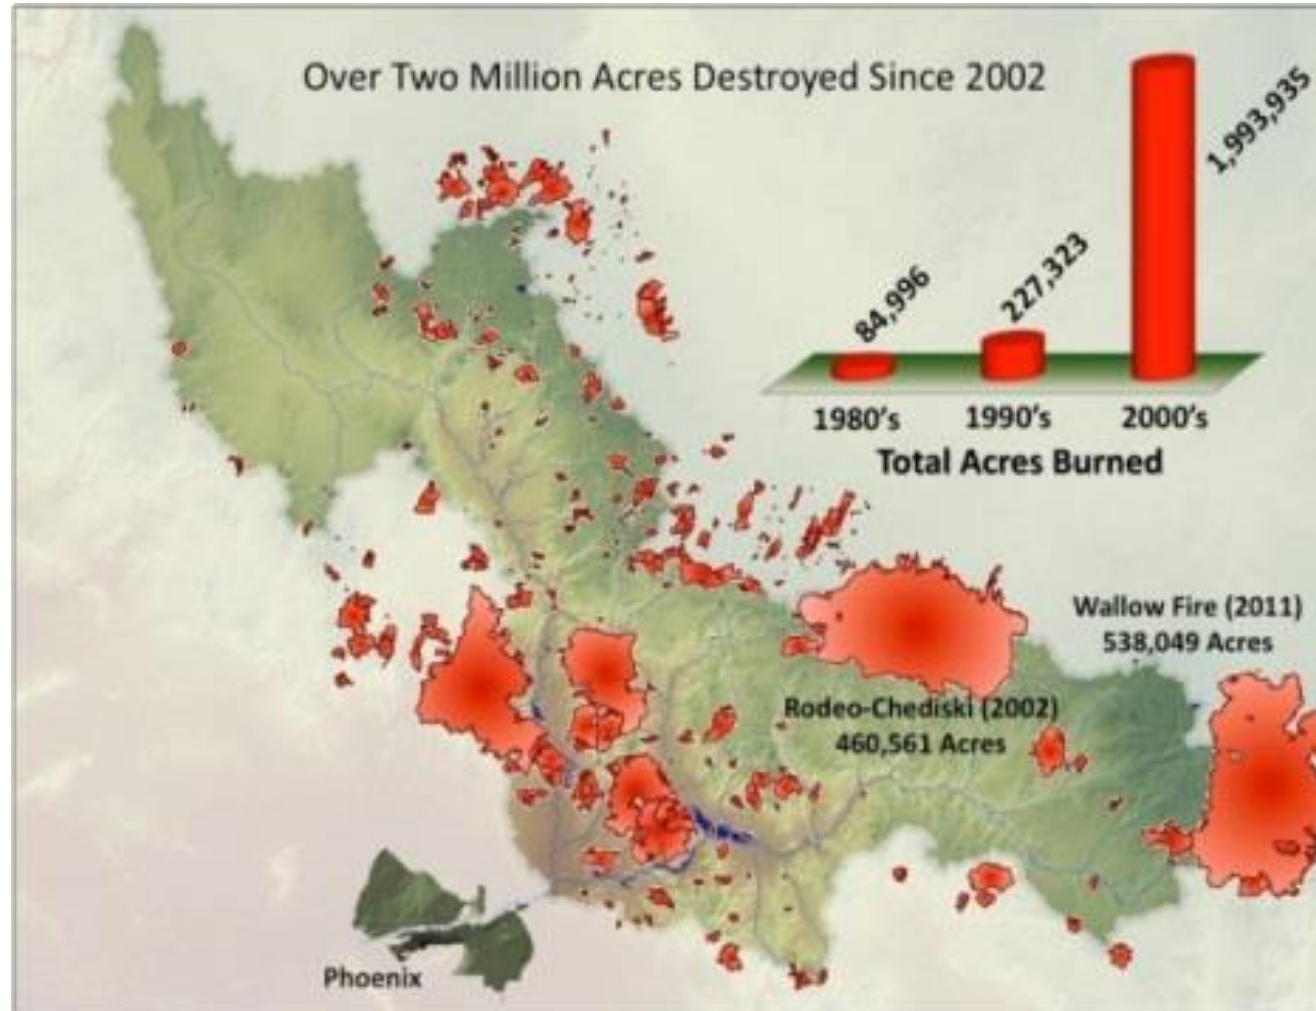 Over Two Million Acres Destroyed Since 2002
84,996
227,323
1,993,935
1980's
1990's
2000's
Total Acres Burned
Wallow Fire (2011)
538,049 Acres
Rodeo-Chediski (2002)
460,561 Acres
Phoenix